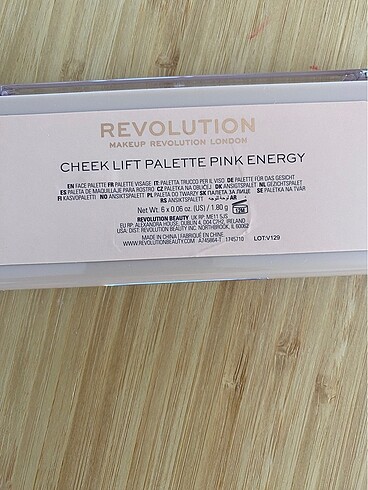 REVOLUTION
MAKEUP REVOLUTION LONDON
CHEEK LIFT PALETTE PINK ENERGY
EN FACE PALETTE FR PALETTE VISAGE IT: PALETTA TRUCCO PER IL VISO DE PALETTE FÜR DAS GESICHT
ES PALETA DE MAQUILLAJE PARA ROSTRO CZ PALETKA NA OBLIČEJ DK ANSIGTSPALET NL GEZICHTSPALET
FI KASVOPALETTI NO ANSIKTSPALETT PL PALETA DO TWARZY SK PALETKA NA TVÁR
RS ANSIKTSPALETT AR
Net Wt. 6 x 0.06 oz. (US) / 1.80 g
12M
REVOLUTION BEAUTY UK RP. ME11 5JS
EU RP. ALEXANDRA HOUSE, DUBLIN 4, D04 C7H2, IRELAND
USA: DIST. REVOLUTION BEAUTY INC. NORTHBROOK, IL 60062
MADE IN CHINA | FABRIQUÉ EN CHINE
WWW.REVOLUTIONBEAUTY.COM 1745710 LOT:V129